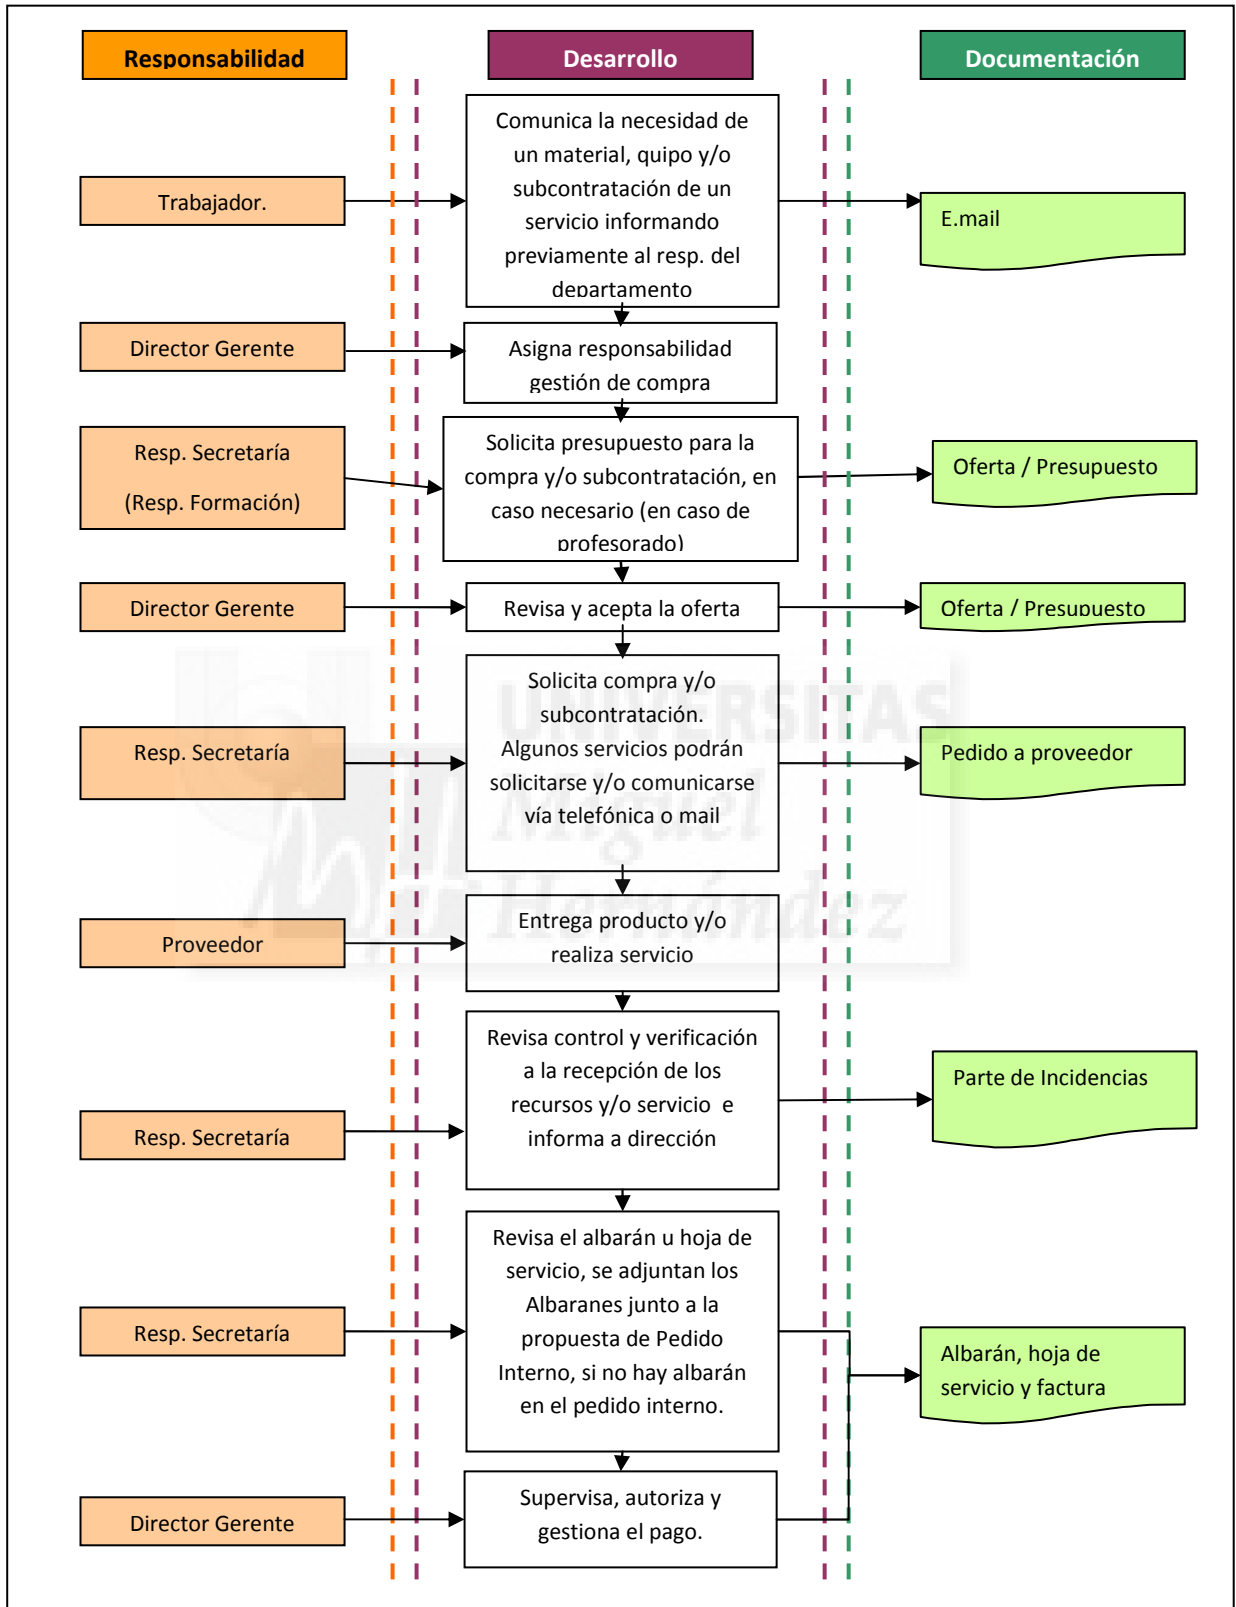 Responsabilidad
Desarrollo
Documentación
Comunica la necesidad de
un material, quipo y/o
subcontratación de un
servicio informando
previamente al resp. del
departamento
Trabajador.
E.mail
Director Gerente
Asigna responsabilidad
gestión de compra
Resp. Secretaría
(Resp. Formación)
Solicita presupuesto para la
compra y/o subcontratación, en
caso necesario (en caso de
profesorado)
Oferta / Presupuesto
Director Gerente
Revisa y acepta la oferta
Oferta / Presupuesto
Solicita compra y/o
subcontratación.
Algunos servicios podrán
solicitarse y/o comunicarse
vía telefónica o mail
Resp. Secretaría
Pedido a proveedor
UNIVERSITAS
Miguel
Hernández
Proveedor
Entrega producto y/o
realiza servicio
Revisa control y verificación
a la recepción de los
recursos y/o servicio  e
informa a dirección
Resp. Secretaría
Parte de Incidencias
Revisa el albarán u hoja de
servicio, se adjuntan los
Albaranes junto a la
propuesta de Pedido
Interno, si no hay albarán
en el pedido interno.
Resp. Secretaría
Albarán, hoja de
servicio y factura
Director Gerente
Supervisa, autoriza y
gestiona el pago.